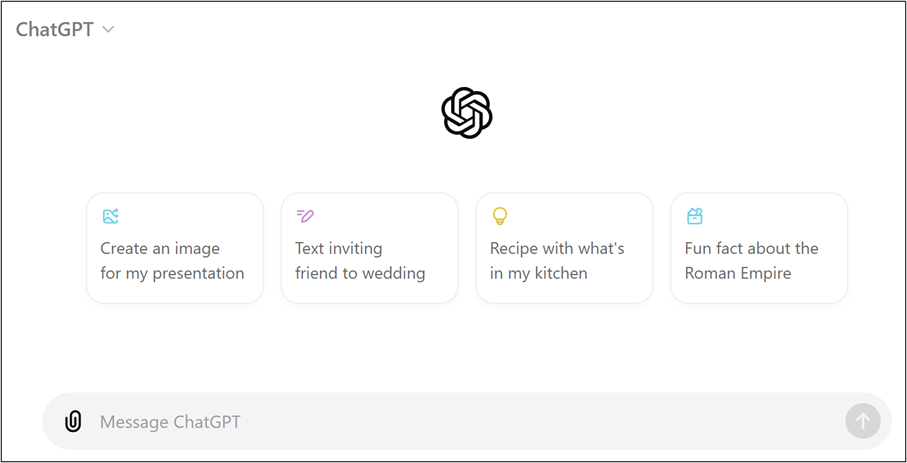 ChatGPT
Create an image
for my presentation
Text inviting
friend to wedding
Recipe with what's
in my kitchen
Fun fact about the
Roman Empire
Message ChatGPT